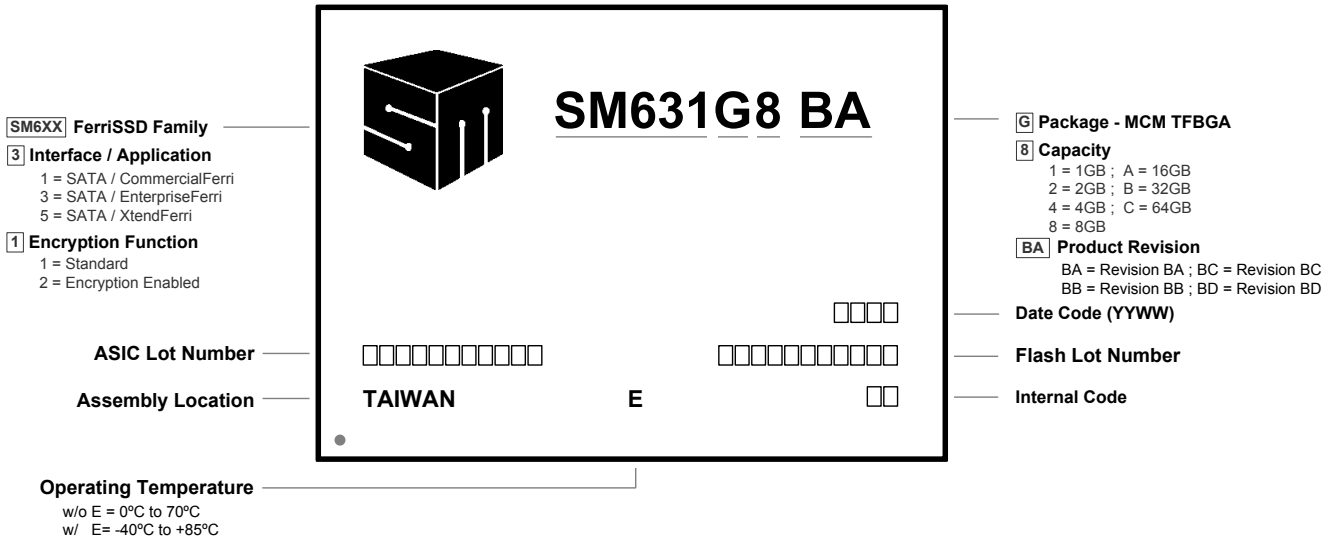 SM631G8 BA
SM6XX FerriSSD Family
3 Interface / Application
1 = SATA / CommercialFerri
3 = SATA / EnterpriseFerri
5 = SATA / XtendFerri
1 Encryption Function
1 = Standard
2 = Encryption Enabled
G Package - MCM TFBGA
8 Capacity
1 = 1GB ; A = 16GB
2 = 2GB ; B = 32GB
4 = 4GB ; C = 64GB
8 = 8GB
BA Product Revision
BA = Revision BA ; BC = Revision BC
BB = Revision BB ; BD = Revision BD
Date Code (YYWW)
ASIC Lot Number
Flash Lot Number
Assembly Location
TAIWAN E
Internal Code
Operating Temperature
w/o E = 0ºC to 70ºC
w/ E= -40ºC to +85ºC